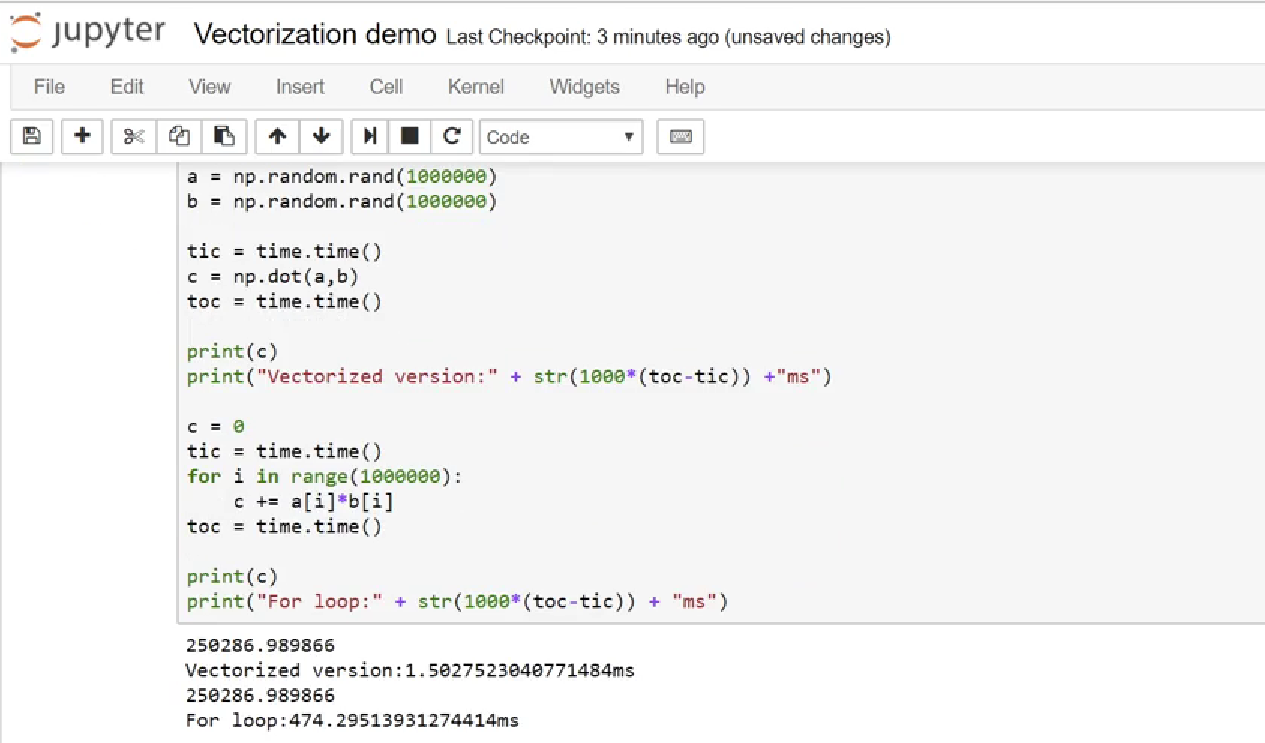 jupyter Vectorization demo Last Checkpoint: 3 minutes ago (unsaved changes)
File Edit View Insert Cell Kernel Widgets Help
Code
a = np.random.rand(1000000)
b = np.random.rand(1000000)
tic = time.time()
c = np.dot(a,b)
toc = time.time()
print(c)
print("Vectorized version:" + str(1000*(toc-tic)) +"ms")
c = 0
tic = time.time()
for i in range(1000000):
    c += a[i]*b[i]
toc = time.time()
print(c)
print("For loop:" + str(1000*(toc-tic)) + "ms")
250286.989866
Vectorized version:1.5027523040771484ms
250286.989866
For loop:474.29513931274414ms